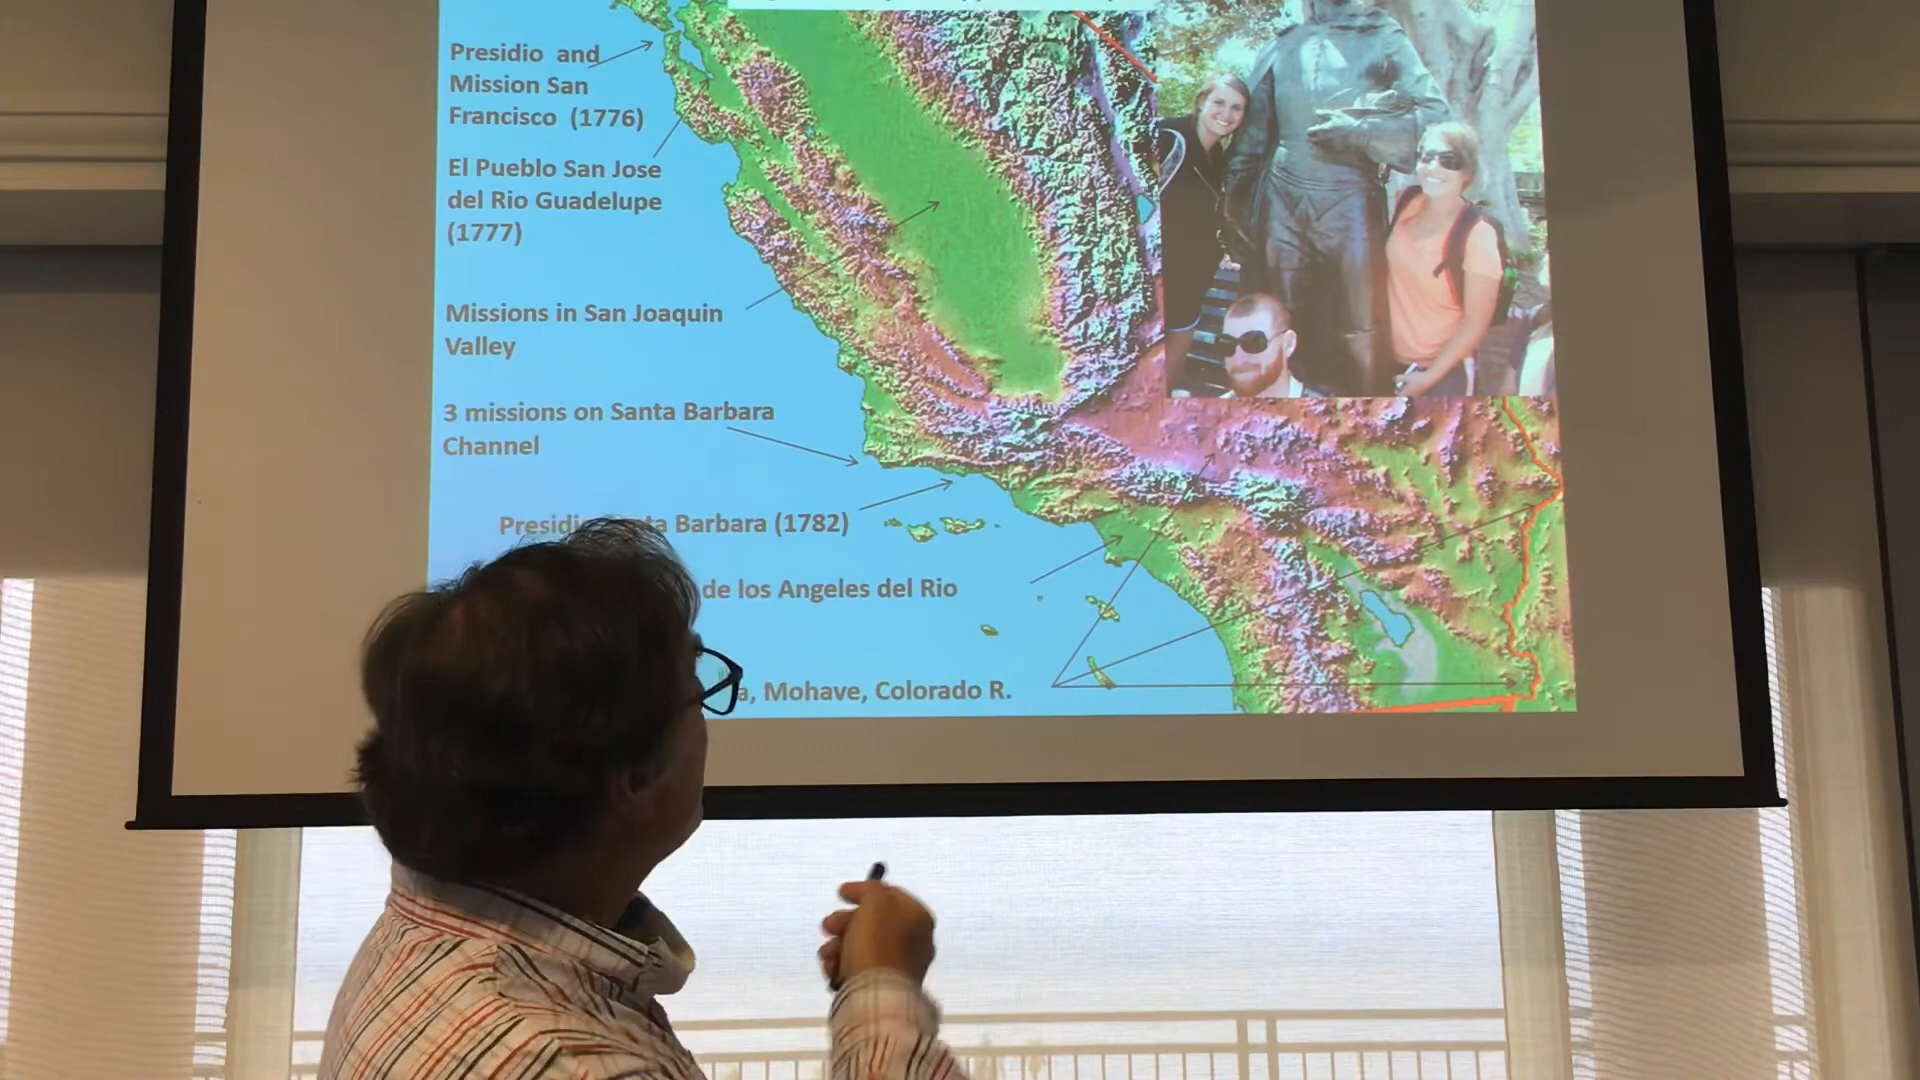 Presidio and
Mission San
Francisco (1776)
El Pueblo San Jose
del Rio Guadelupe
(1777)
Missions in San Joaquin
Valley
3 missions on Santa Barbara
Channel
Barbara (1782)
de los Angeles del Rio
Mohave, Colorado R.